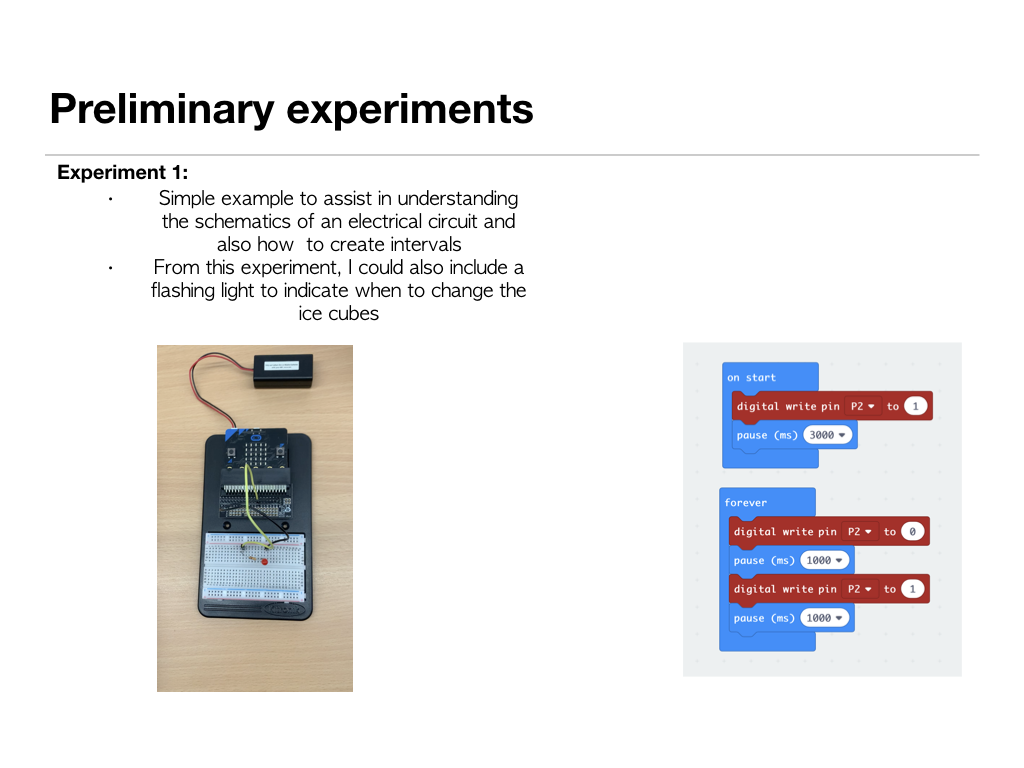 Preliminary experiments
Experiment 1:
• Simple example to assist in understanding
the schematics of an electrical circuit and
also how  to create intervals
• From this experiment, I could also include a
flashing light to indicate when to change the
ice cubes
on start
digital write pin P2 to 1
pause (ms) 3000
forever
digital write pin P2 to 0
pause (ms) 1000
digital write pin P2 to 1
pause (ms) 1000